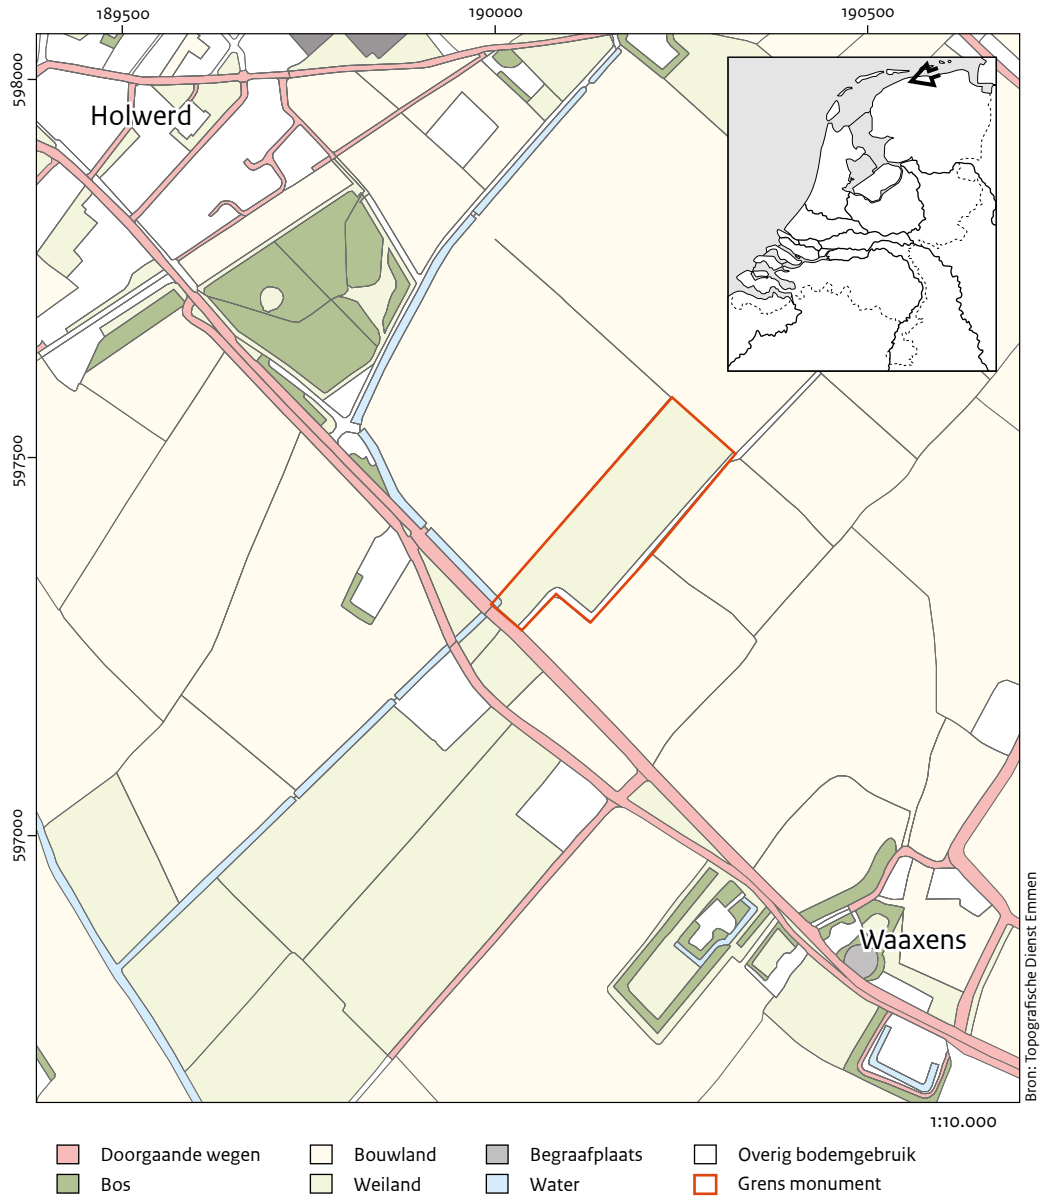 189500 190000 190500
598000
597500
597000
Holwerd
Waaxens
Bron: Topografische Dienst Emmen
1:10.000
Doorgaande wegen Bouwland Begraafplaats Overig bodemgebruik
Bos Weiland Water Grens monument